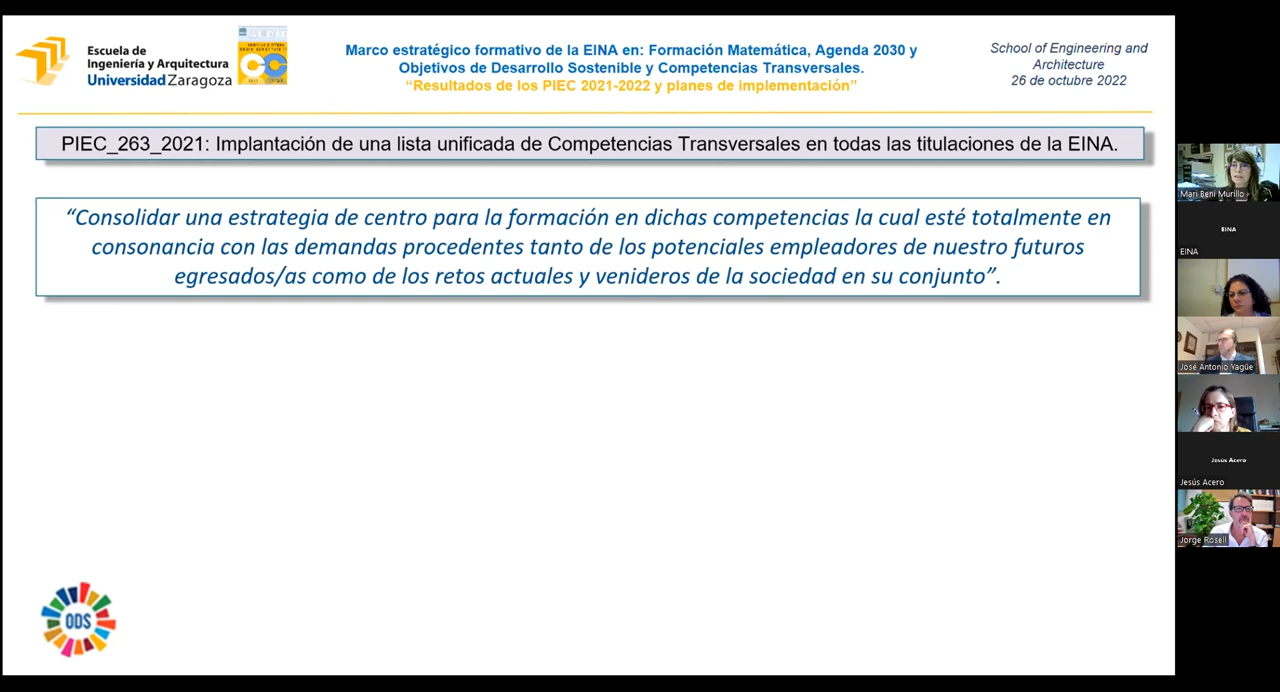 Escuela de
Ingeniería y Arquitectura
Universidad Zaragoza
Marco estratégico formativo de la EINA en: Formación Matemática, Agenda 2030 y
Objetivos de Desarrollo Sostenible y Competencias Transversales.
“Resultados de los PIEC 2021-2022 y planes de implementación”
School of Engineering and
Architecture
26 de octubre 2022
PIEC_263_2021: Implantación de una lista unificada de Competencias Transversales en todas las titulaciones de la EINA.
“Consolidar una estrategia de centro para la formación en dichas competencias la cual esté totalmente en
consonancia con las demandas procedentes tanto de los potenciales empleadores de nuestro futuros
egresados/as como de los retos actuales y venideros de la sociedad en su conjunto”.
ODS
Mari Beni Murillo
EINA
EINA
José Antonio Yagüe
Jesús Acero
Jesús Acero
Jorge Rosell